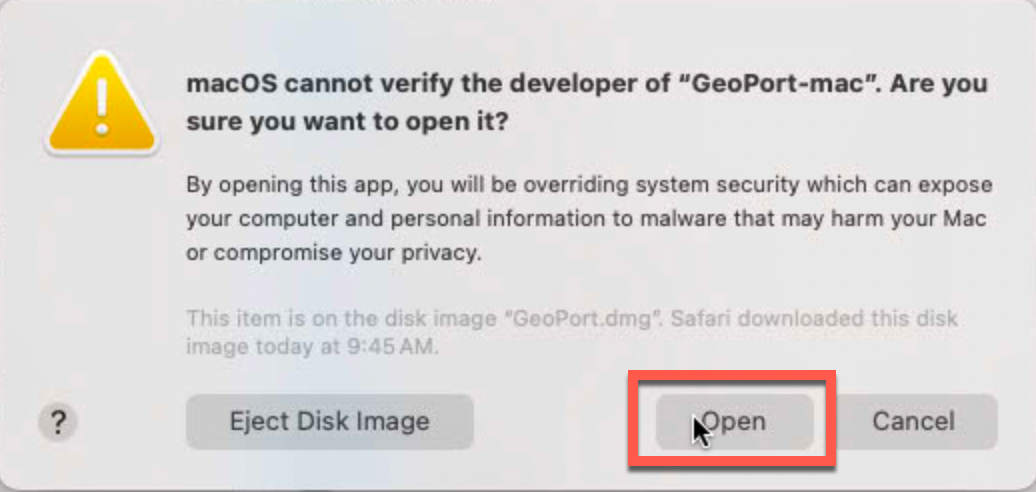 macOS cannot verify the developer of “GeoPort-mac”. Are you
sure you want to open it?
By opening this app, you will be overriding system security which can expose
your computer and personal information to malware that may harm your Mac
or compromise your privacy.
This item is on the disk image “GeoPort.dmg”. Safari downloaded this disk
image today at 9:45 AM.
? Eject Disk Image Open Cancel